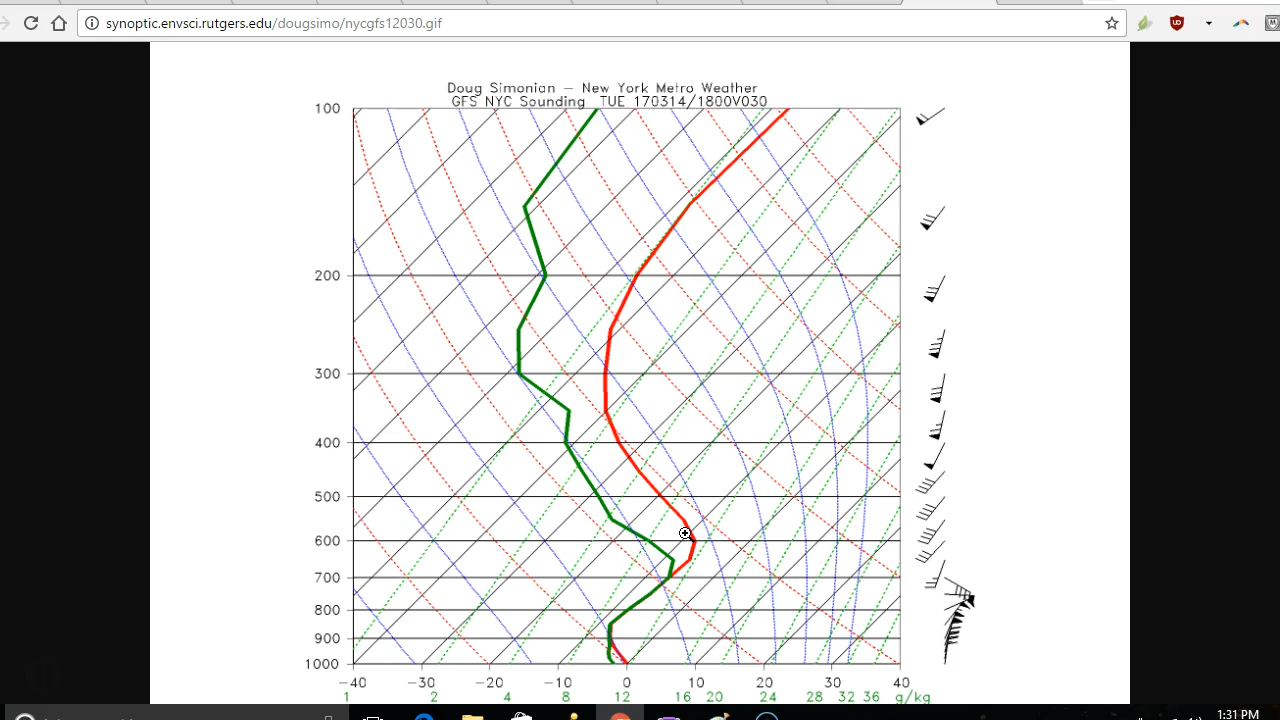 synoptic.envsci.rutgers.edu/dougsimo/nycgfs12030.gif
Doug Simonian — New York Metro Weather
GFS NYC Sounding TUE 170314/1800V030
100
200
300
400
500
600
700
800
900
1000
-40 -30 -20 -10 0 10 20 30 40
1 2 4 8 12 16 20 24 28 32 36 g/kg
1:31 PM